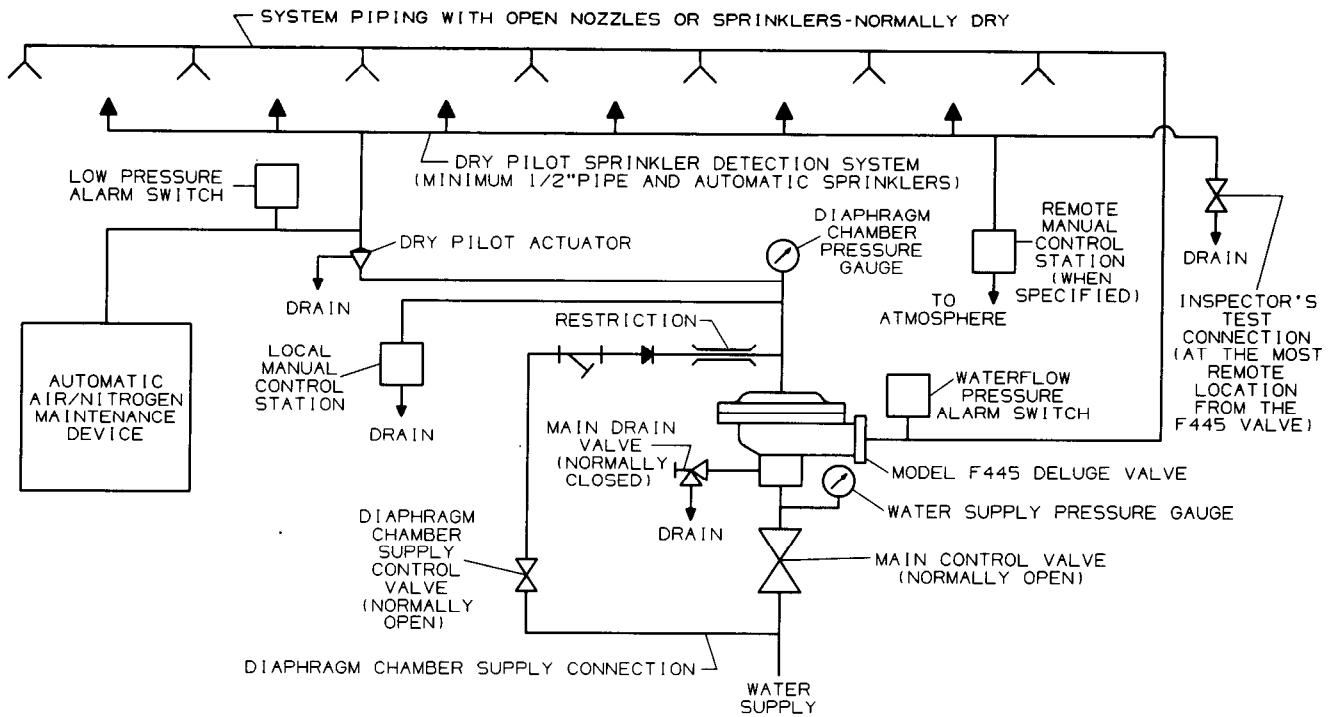 SYSTEM PIPING WITH OPEN NOZZLES OR SPRINKLERS-NORMALLY DRY
LOW PRESSURE
ALARM SWITCH
DRY PILOT SPRINKLER DETECTION SYSTEM
(MINIMUM 1/2"PIPE AND AUTOMATIC SPRINKLERS)
DRY PILOT ACTUATOR
DRAIN
DIAPHRAGM
CHAMBER
PRESSURE
GAUGE
REMOTE
MANUAL
CONTROL
STATION
(WHEN
SPECIFIED)
TO
ATMOSPHERE
DRAIN
INSPECTOR'S
TEST
CONNECTION
(AT THE MOST
REMOTE
LOCATION
FROM THE
F445 VALVE)
AUTOMATIC
AIR/NITROGEN
MAINTENANCE
DEVICE
LOCAL
MANUAL
CONTROL
STATION
DRAIN
RESTRICTION
WATERFLOW
PRESSURE
ALARM SWITCH
MAIN DRAIN
VALVE
(NORMALLY
CLOSED)
DRAIN
MODEL F445 DELUGE VALVE
WATER SUPPLY PRESSURE GAUGE
DIAPHRAGM
CHAMBER
SUPPLY
CONTROL
VALVE
(NORMALLY
OPEN)
MAIN CONTROL VALVE
(NORMALLY OPEN)
DIAPHRAGM CHAMBER SUPPLY CONNECTION
WATER
SUPPLY